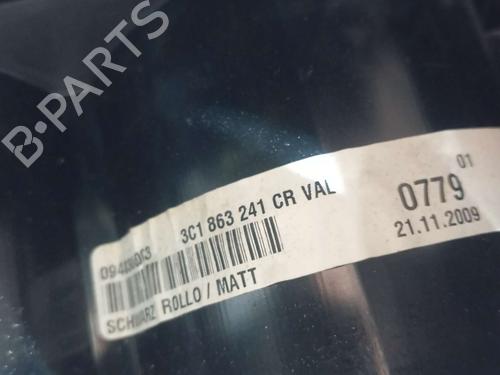 B-PARTS
3C1 863 241 CR VAL
SCHWARZ ROLLO / MATT
0779
01
21.11.2009